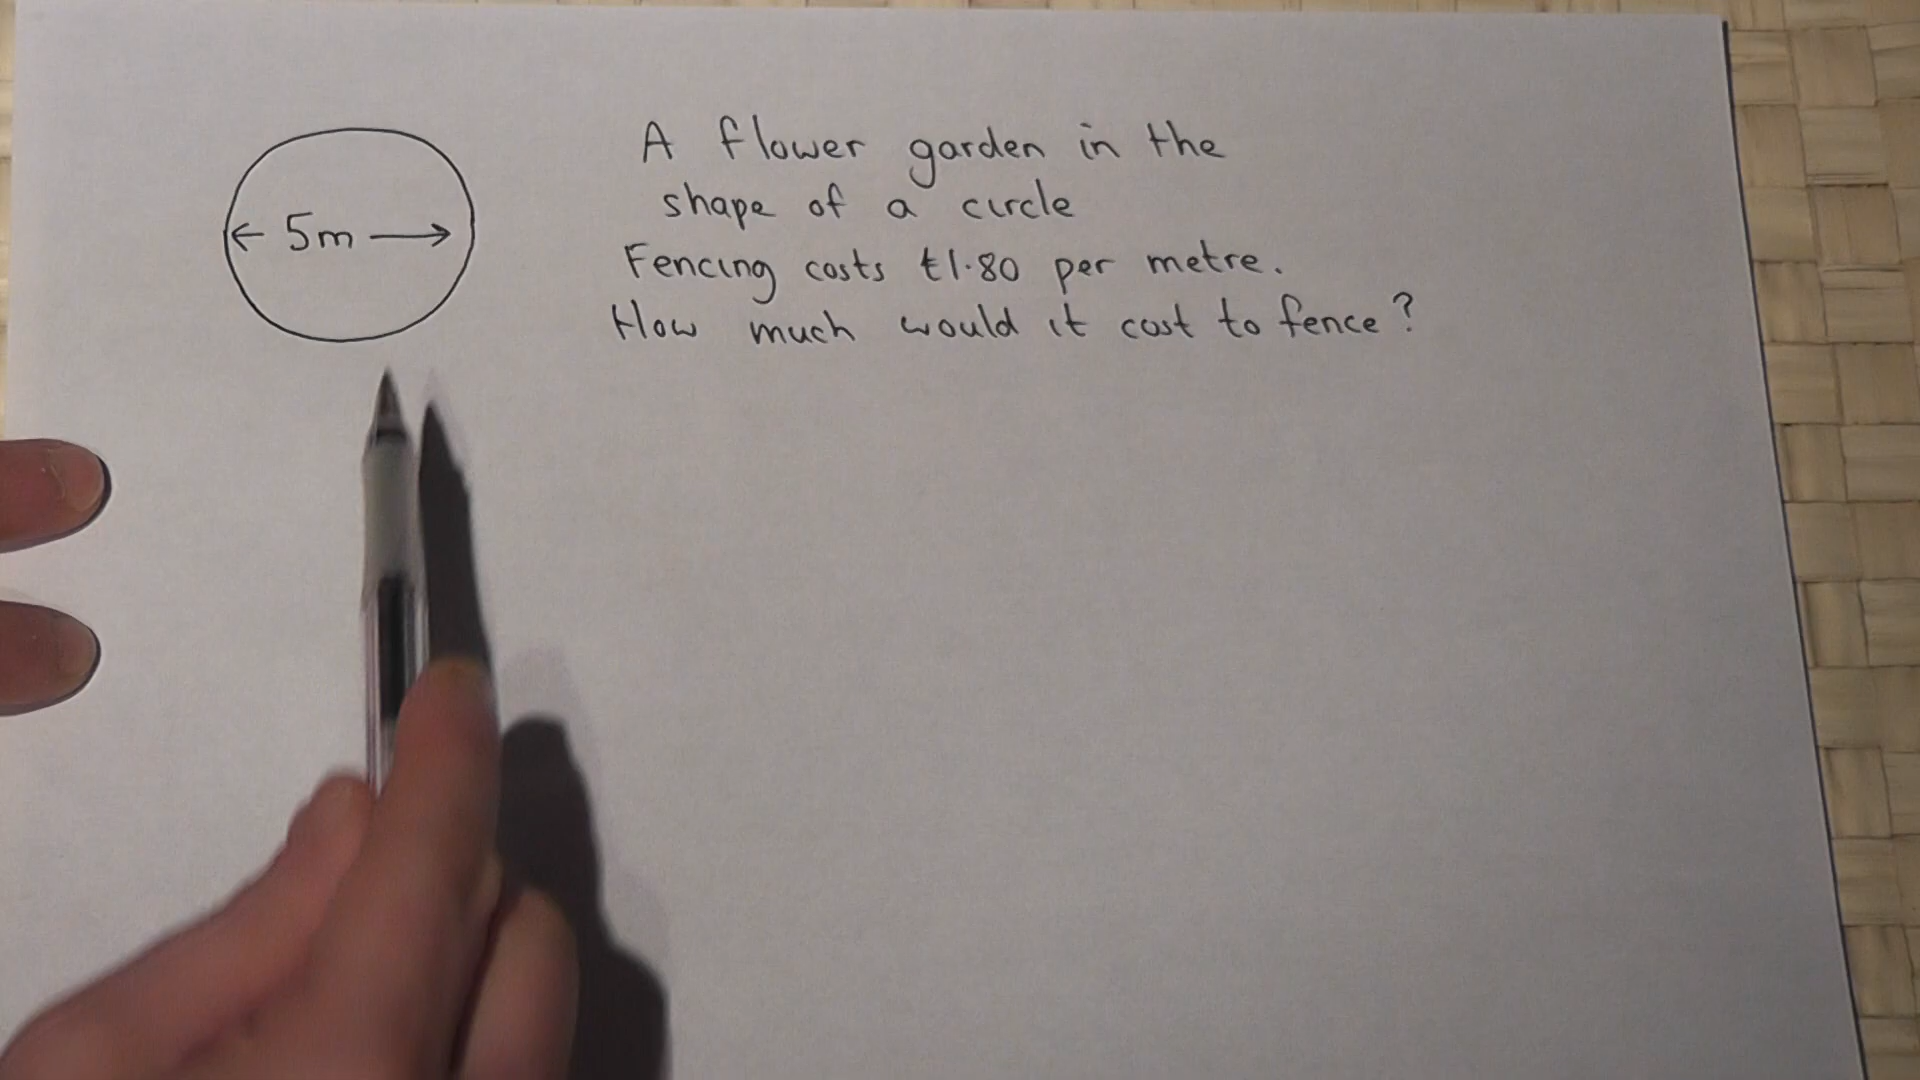 A flower garden in the
shape of a circle
5m
Fencing costs £1.80 per metre.
How much would it cost to fence?